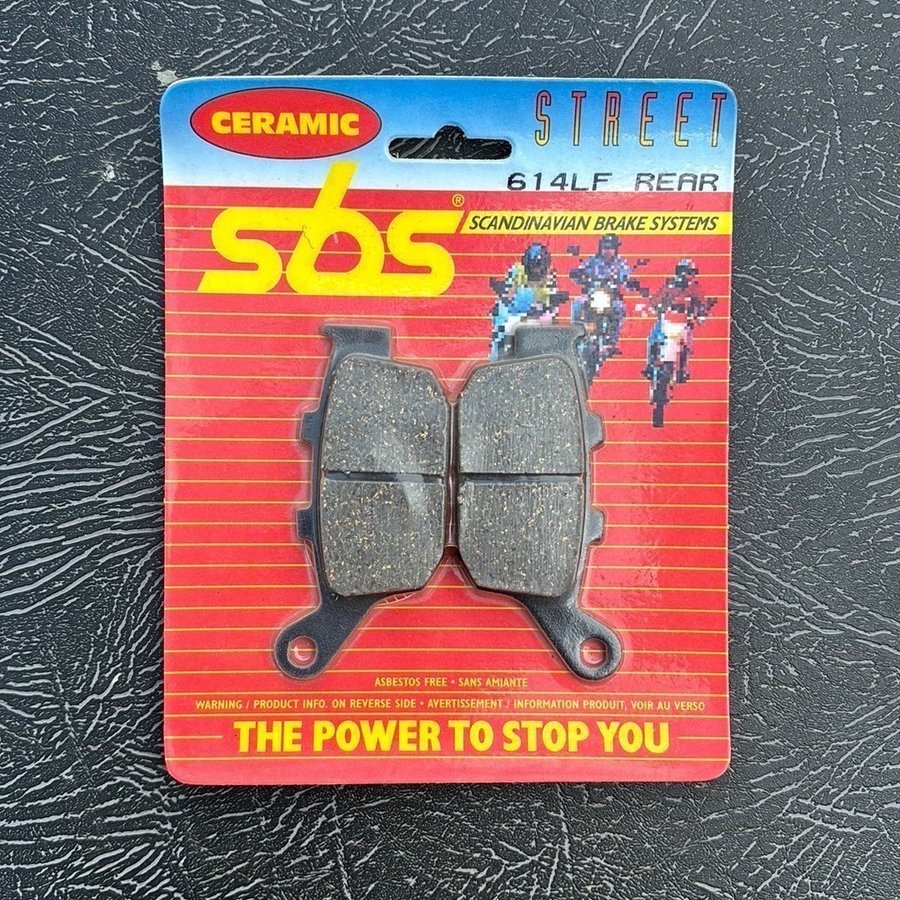 CERAMIC
STREET
614LF REAR
sbs®
SCANDINAVIAN BRAKE SYSTEMS
ASBESTOS FREE • SANS AMIANTE
WARNING / PRODUCT INFO. ON REVERSE SIDE • AVERTISSEMENT / INFORMATION PRODUIT, VOIR AU VERSO
THE POWER TO STOP YOU